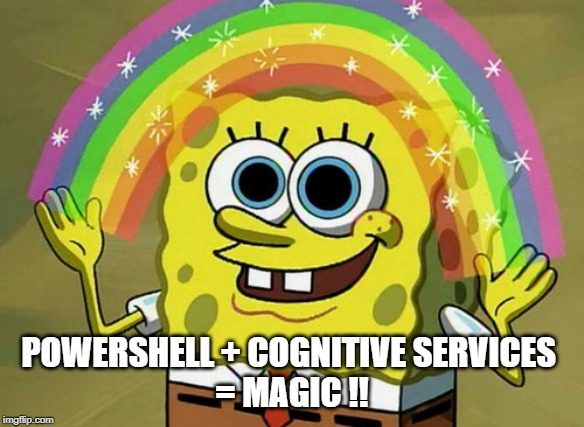 POWERSHELL + COGNITIVE SERVICES
= MAGIC !!
imgflip.com